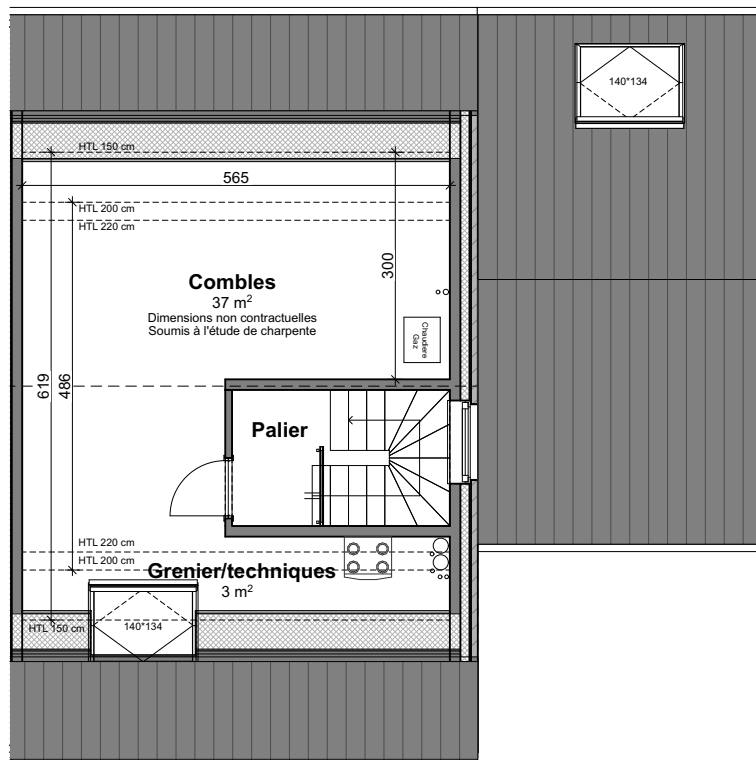 140*134
HTL 150 cm
565
HTL 200 cm
HTL 220 cm
300
Combles
37 m²
Dimensions non contractuelles
Soumis à l'étude de charpente
Chaudière
Gaz
619
486
Palier
HTL 220 cm
HTL 200 cm
Grenier/techniques
3 m²
HTL 150 cm
140*134